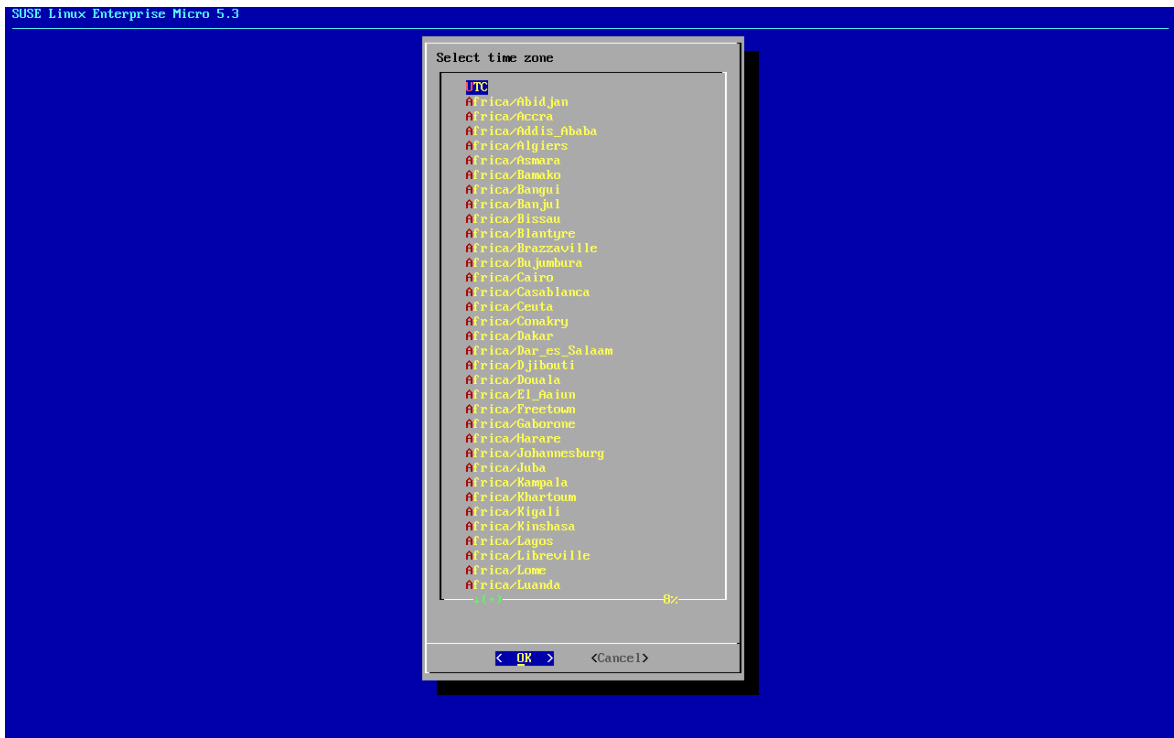 SUSE Linux Enterprise Micro 5.3
Select time zone
UTC
Africa/Abidjan
Africa/Accra
Africa/Addis_Ababa
Africa/Algiers
Africa/Asmara
Africa/Bamako
Africa/Bangui
Africa/Banjul
Africa/Bissau
Africa/Blantyre
Africa/Brazzaville
Africa/Bujumbura
Africa/Cairo
Africa/Casablanca
Africa/Ceuta
Africa/Conakry
Africa/Dakar
Africa/Dar_es_Salaam
Africa/Djibouti
Africa/Douala
Africa/El_Aaiun
Africa/Freetown
Africa/Gaborone
Africa/Harare
Africa/Johannesburg
Africa/Juba
Africa/Kampala
Africa/Khartoum
Africa/Kigali
Africa/Kinshasa
Africa/Lagos
Africa/Libreville
Africa/Lome
Africa/Luanda
8%
< OK > <Cancel>